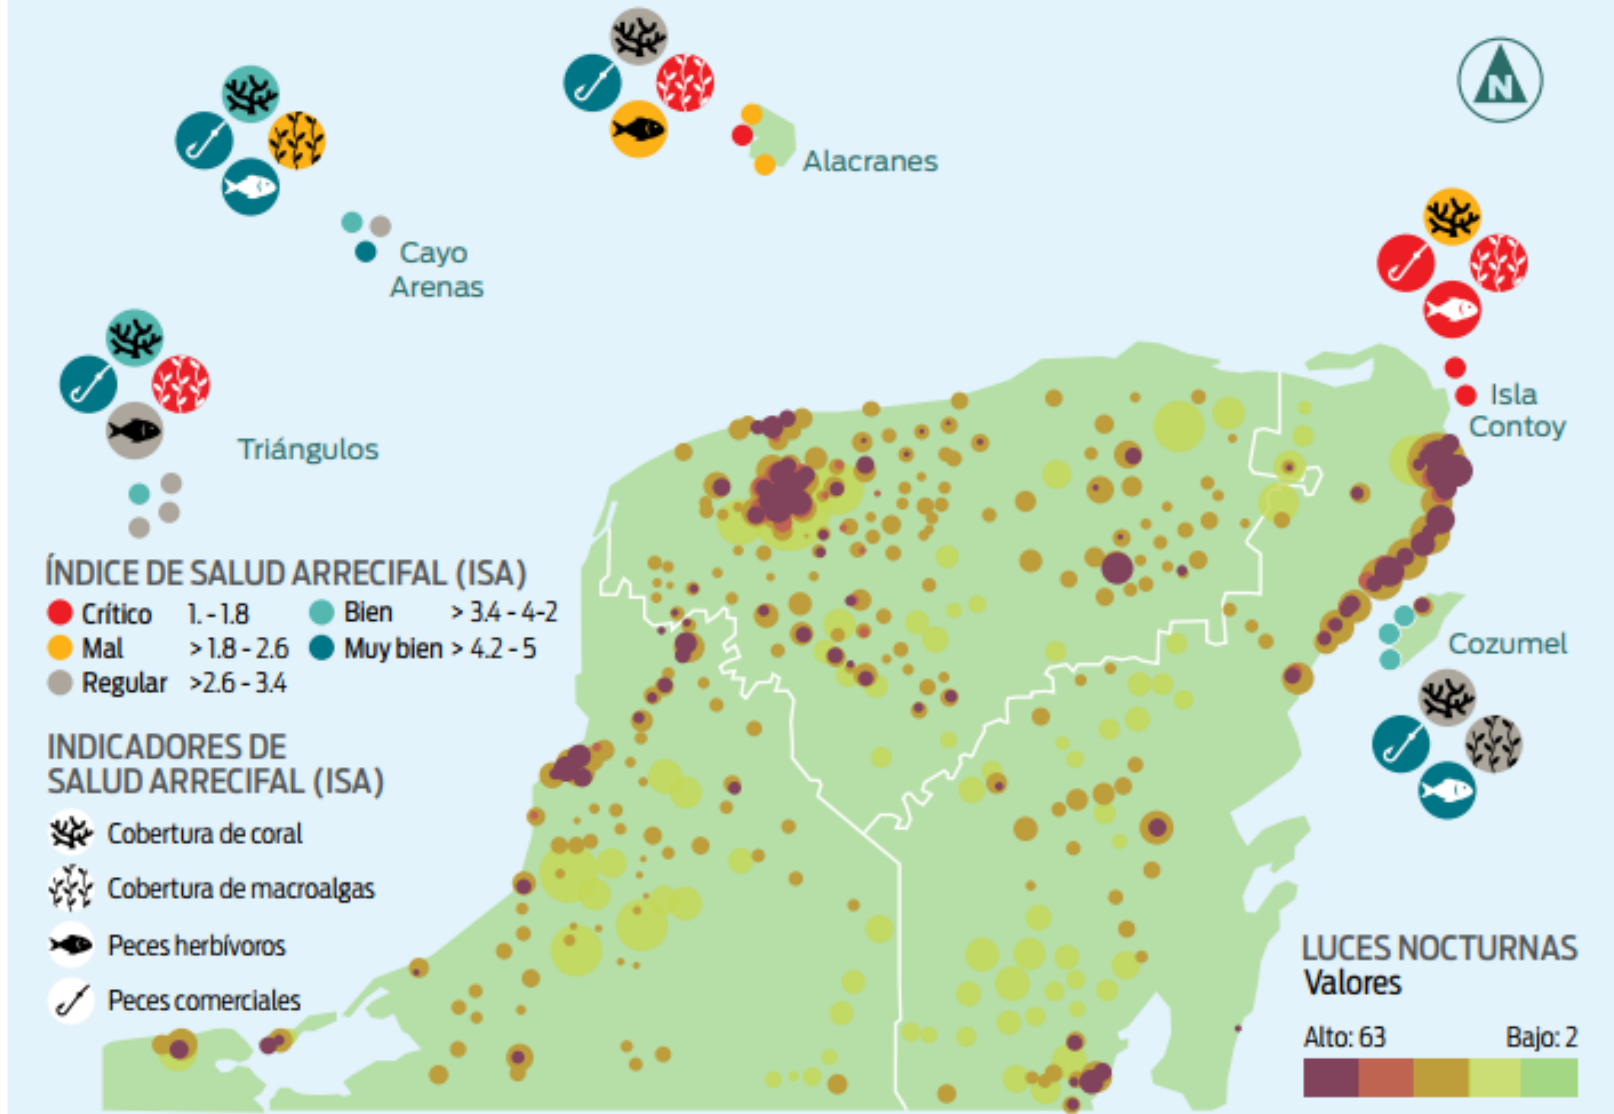 N
Alacranes
Cayo
Arenas
Isla
Contoy
Triángulos
ÍNDICE DE SALUD ARRECIFAL (ISA)
Crítico 1. - 1.8
Bien > 3.4 - 4-2
Mal > 1.8 - 2.6
Muy bien > 4.2 - 5
Regular >2.6 - 3.4
Cozumel
INDICADORES DE
SALUD ARRECIFAL (ISA)
Cobertura de coral
Cobertura de macroalgas
Peces herbívoros
Peces comerciales
LUCES NOCTURNAS
Valores
Alto: 63 Bajo: 2